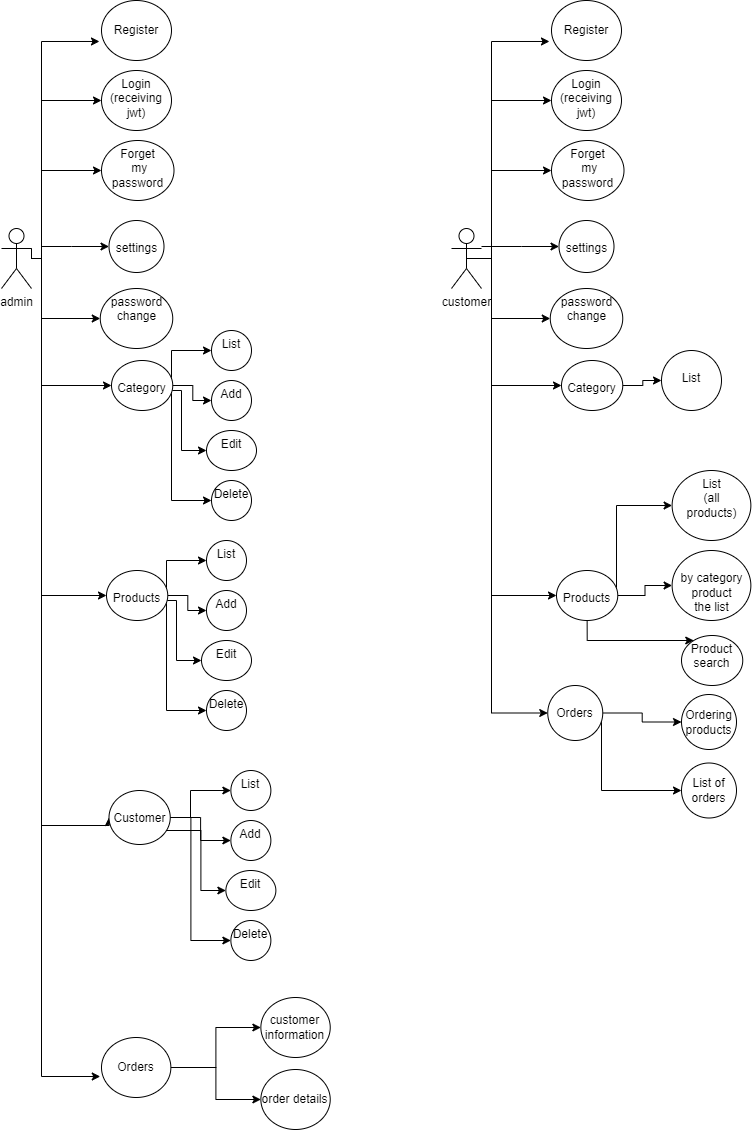 Register
Login
(receiving
jwt)
Forget
my
password
admin
settings
password
change
Category
List
Add
Edit
Delete
Products
List
Add
Edit
Delete
Customer
List
Add
Edit
Delete
Orders
customer
information
order details
Register
Login
(receiving
jwt)
Forget
my
password
customer
settings
password
change
Category
List
Products
List
(all
products)
by category
product
the list
Product
search
Orders
Ordering
products
List of
orders